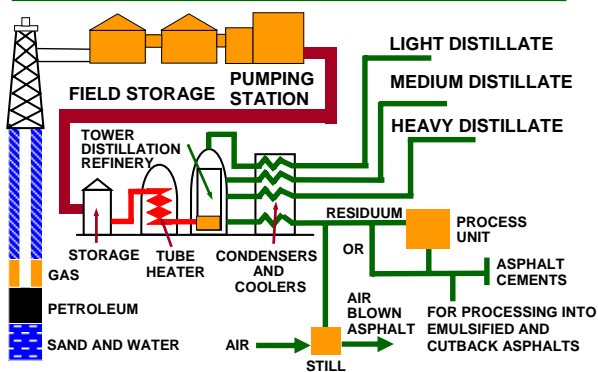 LIGHT DISTILLATE
PUMPING
STATION
MEDIUM DISTILLATE
FIELD STORAGE
HEAVY DISTILLATE
TOWER
DISTILLATION
REFINERY
STORAGE
TUBE
HEATER
CONDENSERS
AND
COOLERS
RESIDUUM
OR
PROCESS
UNIT
ASPHALT
CEMENTS
GAS
PETROLEUM
SAND AND WATER
AIR
BLOWN
ASPHALT
FOR PROCESSING INTO
EMULSIFIED AND
CUTBACK ASPHALTS
AIR
STILL